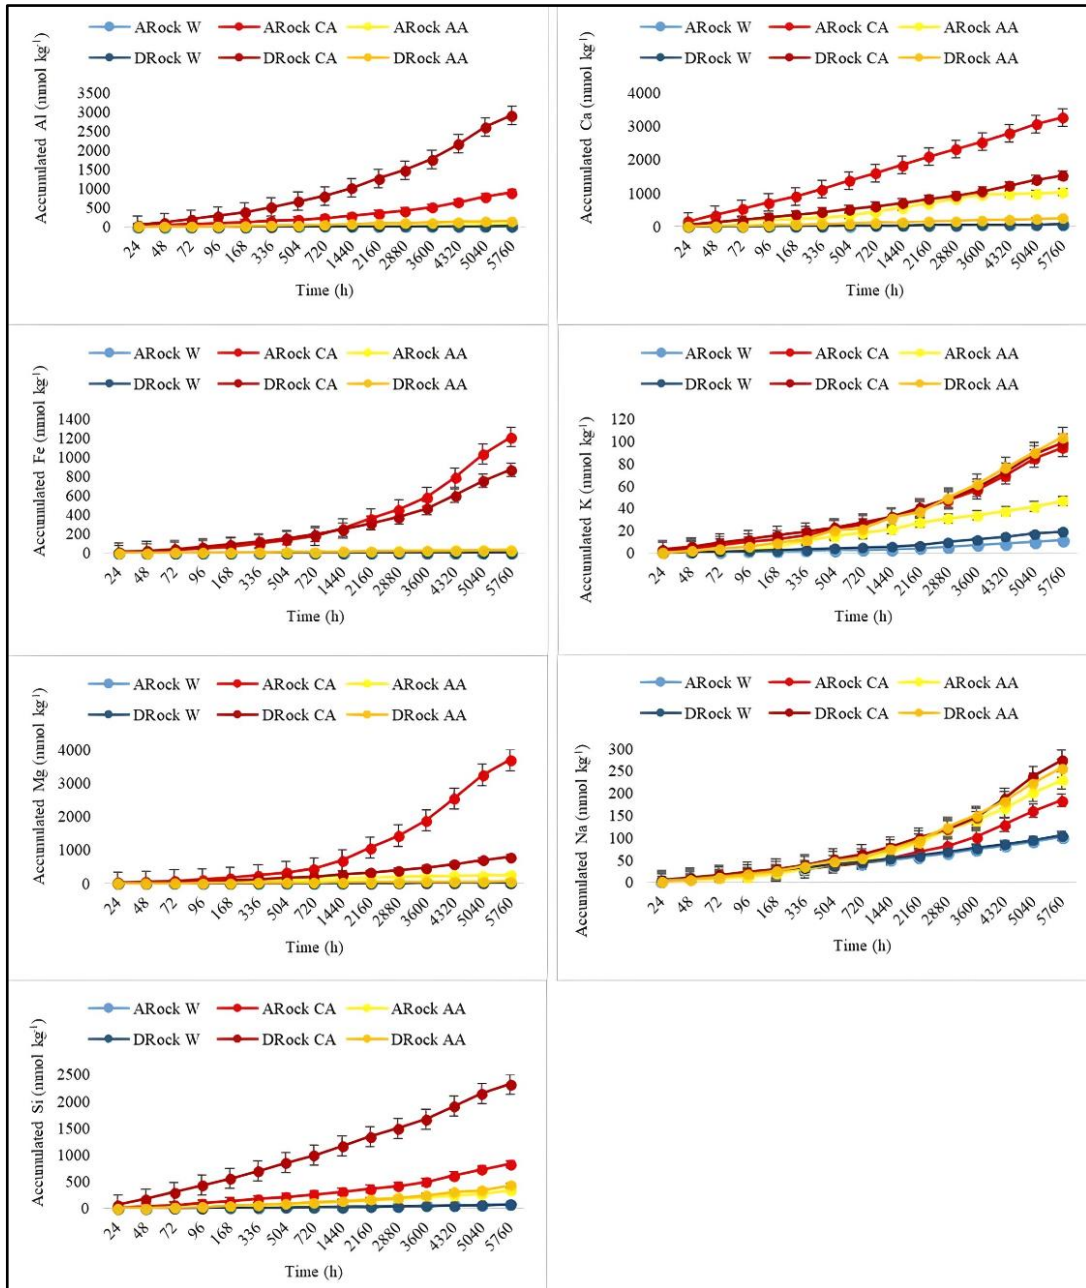 ARock W ARock CA ARock AA
DRock W DRock CA DRock AA
Accumulated Al (mmol kg-1)
3500
3000
2500
2000
1500
1000
500
0
24 48 72 96 168 336 504 720 1440 2160 2880 3600 4320 5040 5760
Time (h)
ARock W ARock CA ARock AA
DRock W DRock CA DRock AA
Accumulated Ca (mmol kg-1)
4000
3000
2000
1000
0
24 48 72 96 168 336 504 720 1440 2160 2880 3600 4320 5040 5760
Time (h)
ARock W ARock CA ARock AA
DRock W DRock CA DRock AA
Accumulated Fe (mmol kg-1)
1400
1200
1000
800
600
400
200
0
24 48 72 96 168 336 504 720 1440 2160 2880 3600 4320 5040 5760
Time (h)
ARock W ARock CA ARock AA
DRock W DRock CA DRock AA
Accumulated K (mmol kg-1)
120
100
80
60
40
20
0
24 48 72 96 168 336 504 720 1440 2160 2880 3600 4320 5040 5760
Time (h)
ARock W ARock CA ARock AA
DRock W DRock CA DRock AA
Accumulated Mg (mmol kg-1)
4000
3000
2000
1000
0
24 48 72 96 168 336 504 720 1440 2160 2880 3600 4320 5040 5760
Time (h)
ARock W ARock CA ARock AA
DRock W DRock CA DRock AA
Accumulated Na (mmol kg-1)
300
250
200
150
100
50
0
24 48 72 96 168 336 504 720 1440 2160 2880 3600 4320 5040 5760
Time (h)
ARock W ARock CA ARock AA
DRock W DRock CA DRock AA
Accumulated Si (mmol kg-1)
2500
2000
1500
1000
500
0
24 48 72 96 168 336 504 720 1440 2160 2880 3600 4320 5040 5760
Time (h)